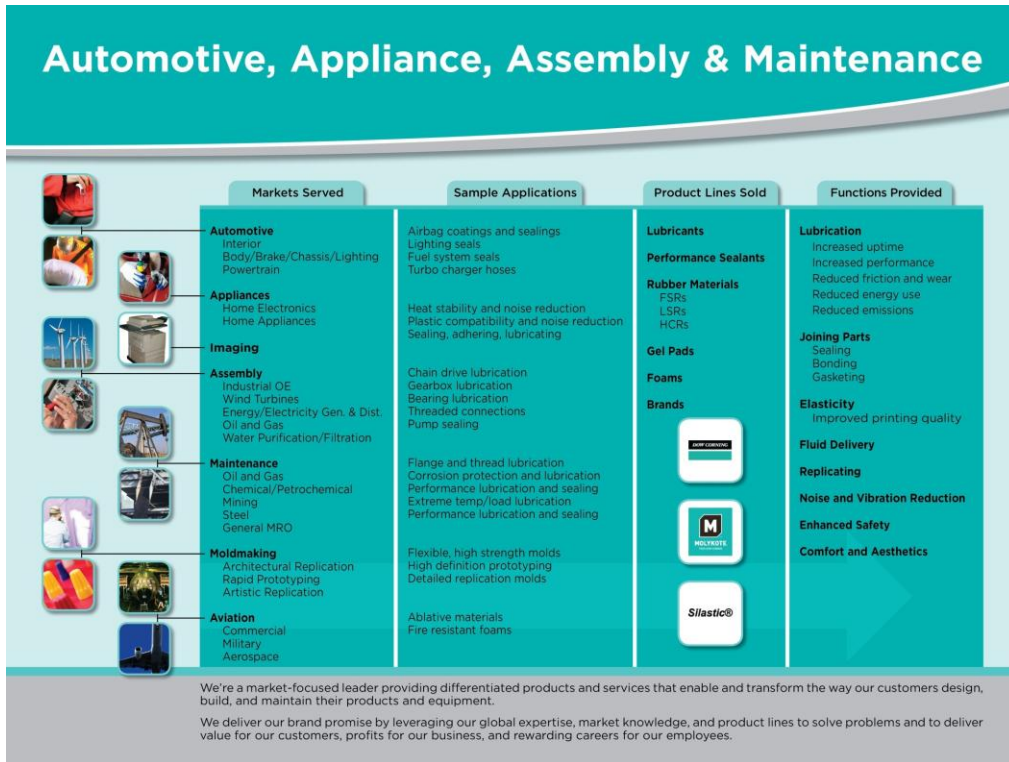 Automotive, Appliance, Assembly & Maintenance
Markets Served
Automotive
Interior
Body/Brake/Chassis/Lighting
Powertrain
Appliances
Home Electronics
Home Appliances
Imaging
Assembly
Industrial OE
Wind Turbines
Energy/Electricity Gen. & Dist.
Oil and Gas
Water Purification/Filtration
Maintenance
Oil and Gas
Chemical/Petrochemical
Mining
Steel
General MRO
Moldmaking
Architectural Replication
Rapid Prototyping
Artistic Replication
Aviation
Commercial
Military
Aerospace
Sample Applications
Airbag coatings and sealings
Lighting seals
Fuel system seals
Turbo charger hoses
Heat stability and noise reduction
Plastic compatibility and noise reduction
Sealing, adhering, lubricating
Chain drive lubrication
Gearbox lubrication
Bearing lubrication
Threaded connections
Pump sealing
Flange and thread lubrication
Corrosion protection and lubrication
Performance lubrication and sealing
Extreme temp/load lubrication
Performance lubrication and sealing
Flexible, high strength molds
High definition prototyping
Detailed replication molds
Ablative materials
Fire resistant foams
Product Lines Sold
Lubricants
Performance Sealants
Rubber Materials
FSRs
LSRs
HCRs
Gel Pads
Foams
Brands
DOW CORNING
M
MOLYKOTE
Silastic®
Functions Provided
Lubrication
Increased uptime
Increased performance
Reduced friction and wear
Reduced energy use
Reduced emissions
Joining Parts
Sealing
Bonding
Gasketing
Elasticity
Improved printing quality
Fluid Delivery
Replicating
Noise and Vibration Reduction
Enhanced Safety
Comfort and Aesthetics
We're a market-focused leader providing differentiated products and services that enable and transform the way our customers design,
build, and maintain their products and equipment.
We deliver our brand promise by leveraging our global expertise, market knowledge, and product lines to solve problems and to deliver
value for our customers, profits for our business, and rewarding careers for our employees.